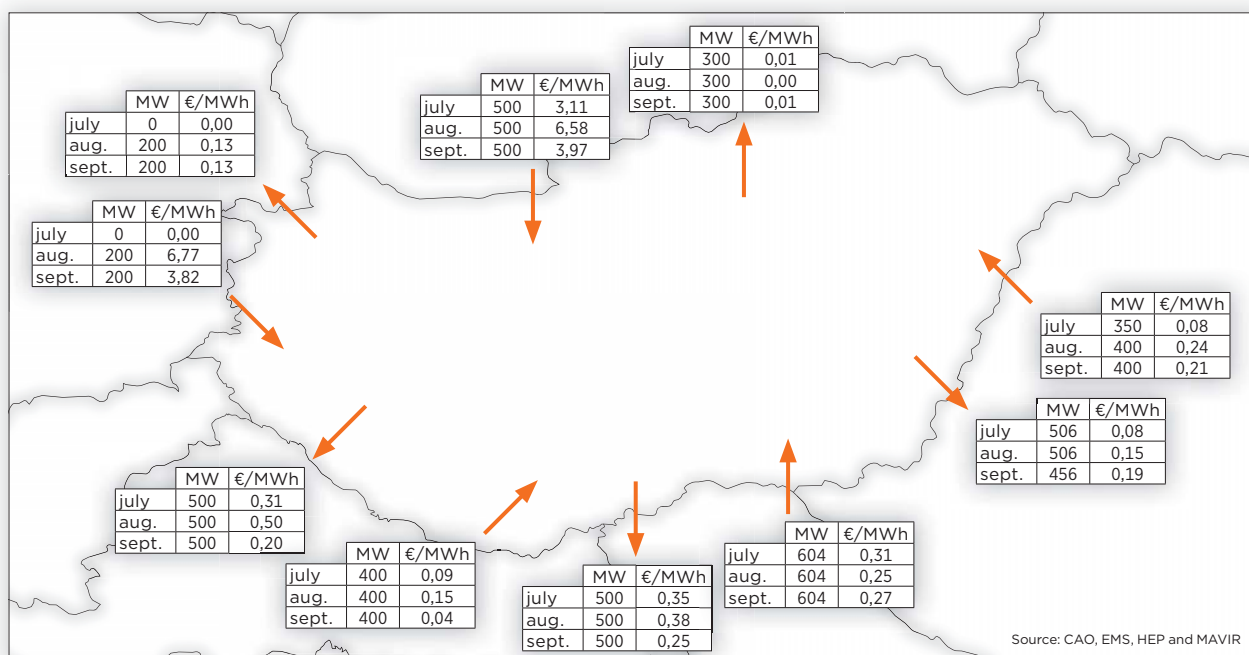 MW €/MWh
july 300 0,01
aug. 300 0,00
sept. 300 0,01
MW €/MWh
july 500 3,11
aug. 500 6,58
sept. 500 3,97
MW €/MWh
july 0 0,00
aug. 200 0,13
sept. 200 0,13
MW €/MWh
july 0 0,00
aug. 200 6,77
sept. 200 3,82
MW €/MWh
july 350 0,08
aug. 400 0,24
sept. 400 0,21
MW €/MWh
july 506 0,08
aug. 506 0,15
sept. 456 0,19
MW €/MWh
july 500 0,31
aug. 500 0,50
sept. 500 0,20
MW €/MWh
july 400 0,09
aug. 400 0,15
sept. 400 0,04
MW €/MWh
july 500 0,35
aug. 500 0,38
sept. 500 0,25
MW €/MWh
july 604 0,31
aug. 604 0,25
sept. 604 0,27
Source: CAO, EMS, HEP and MAVIR